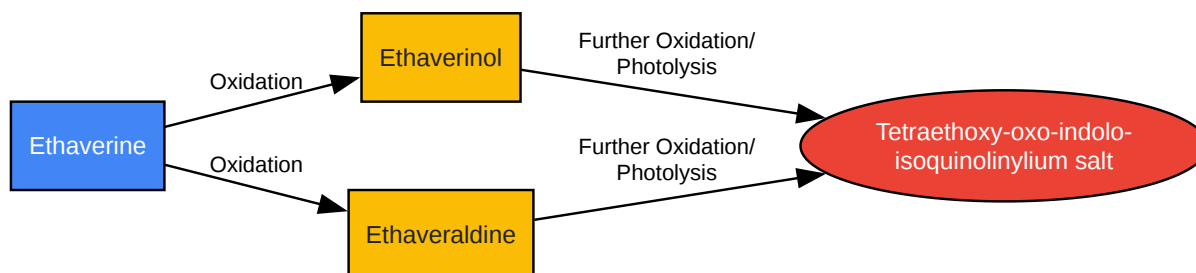 Ethaverine
Oxidation
Oxidation
Ethaverinol
Ethaveraldine
Further Oxidation/
Photolysis
Further Oxidation/
Photolysis
Tetraethoxy-oxo-indolo-
isoquinolinylium salt